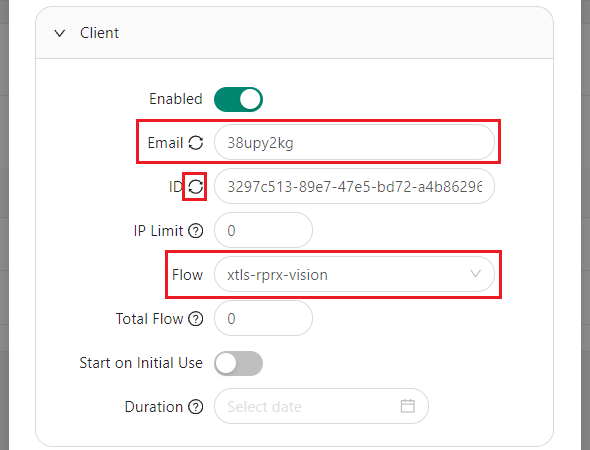 Client
Enabled
Email 38upy2kg
ID 3297c513-89e7-47e5-bd72-a4b86296
IP Limit 0
Flow xtls-rprx-vision
Total Flow 0
Start on Initial Use
Duration Select date